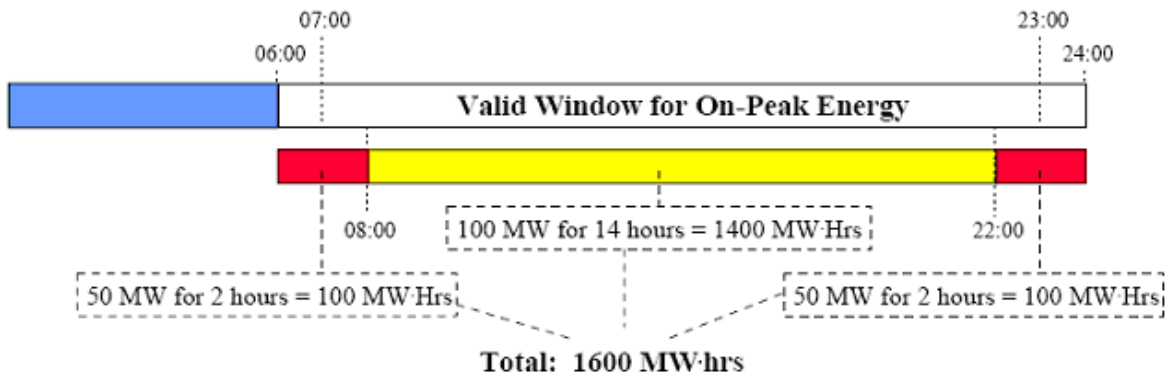 07:00
23:00
06:00
24:00
Valid Window for On-Peak Energy
08:00
100 MW for 14 hours = 1400 MW·Hrs
22:00
50 MW for 2 hours = 100 MW·Hrs
50 MW for 2 hours = 100 MW·Hrs
Total: 1600 MW·hrs